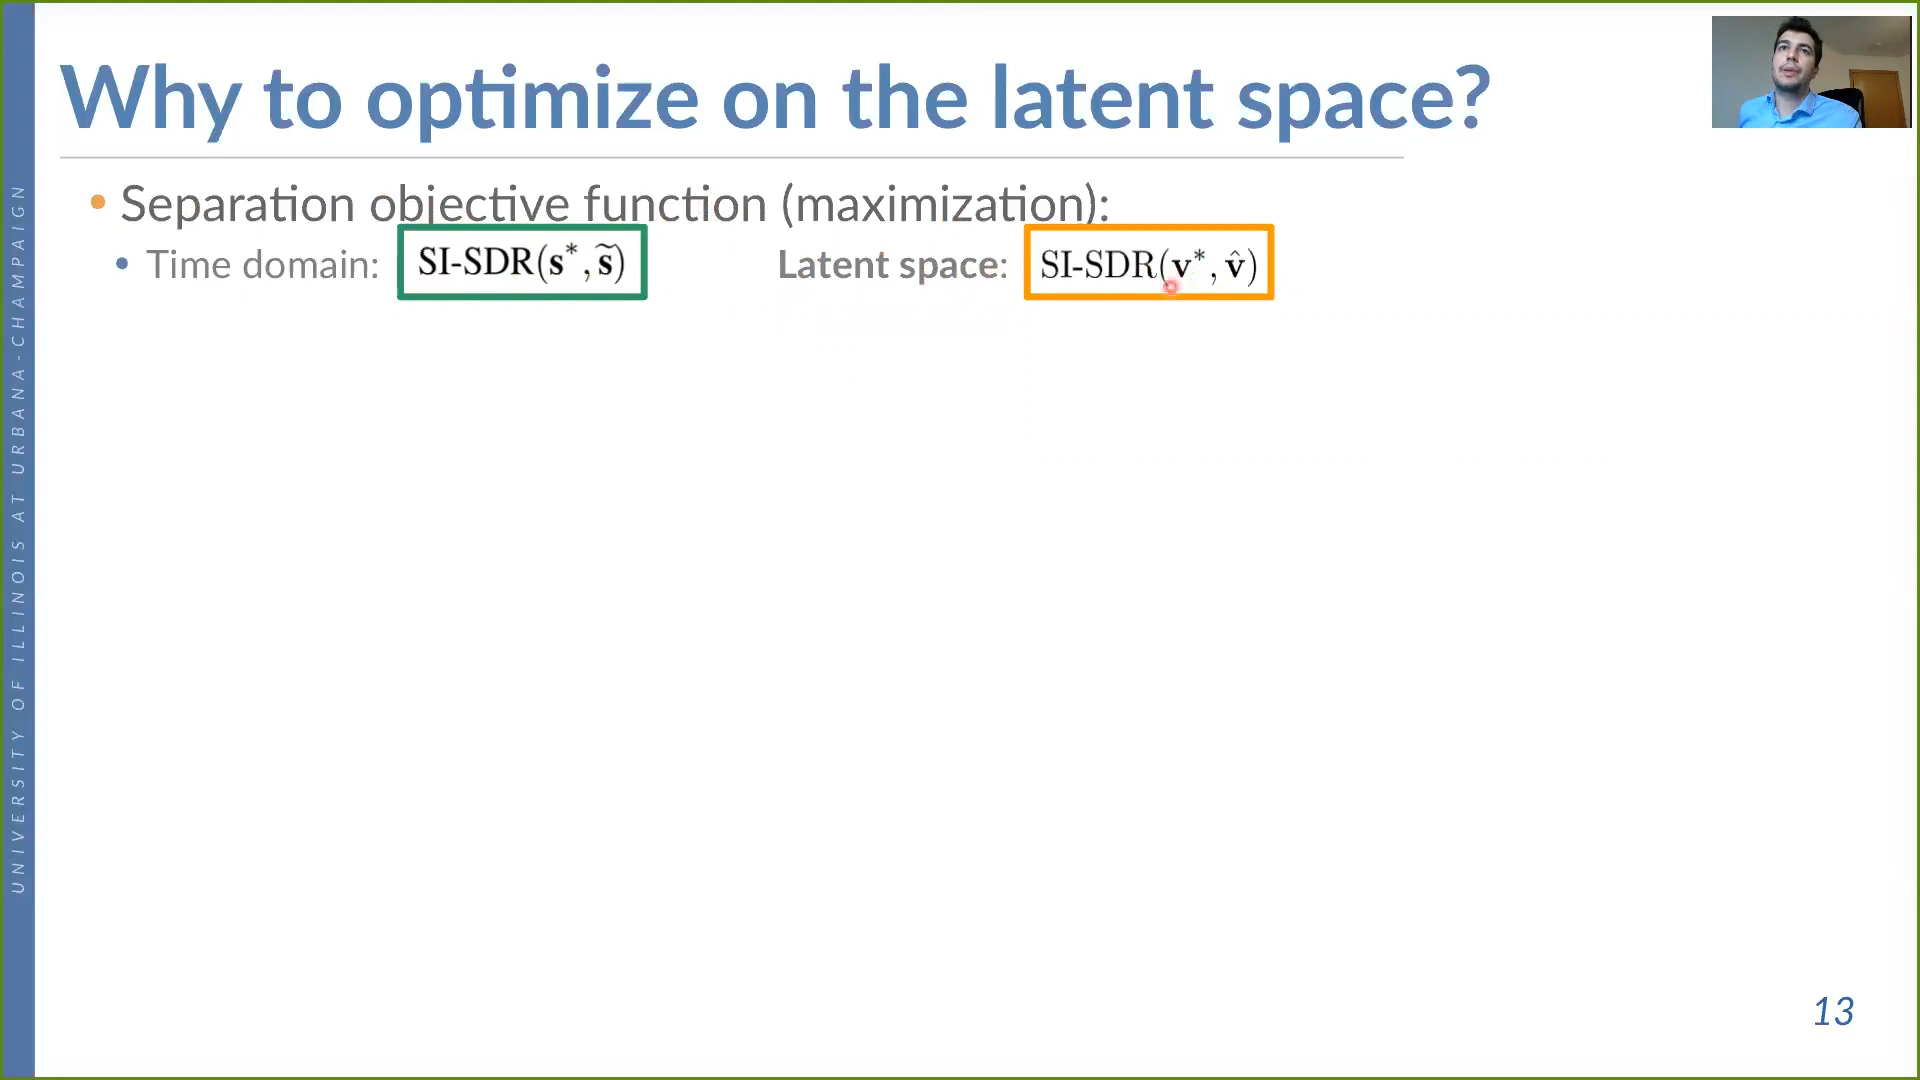 Why to optimize on the latent space?
• Separation objective function (maximization):
• Time domain: SI-SDR(s*, s̃) Latent space: SI-SDR(v*, v̂)
UNIVERSITY OF ILLINOIS AT URBANA-CHAMPAIGN
13